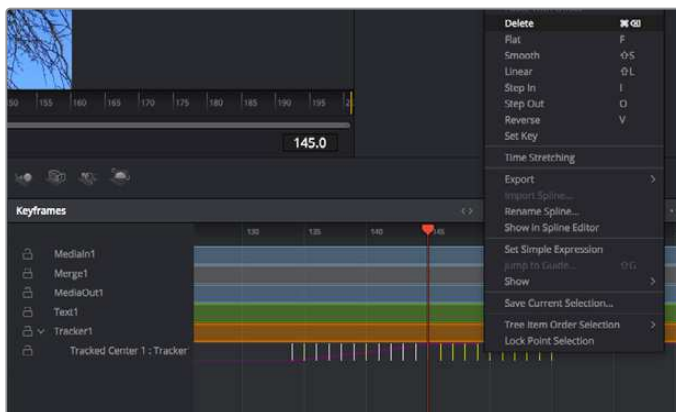 Delete ⌘⌫
Flat F
Smooth ⇧S
Linear ⇧L
Step In I
Step Out O
Reverse V
Set Key
Time Stretching
Export >
Import Spline...
Rename Spline...
Show in Spline Editor
Set Simple Expression
Jump to Guide... ⇧G
Show >
Save Current Selection...
Tree Item Order Selection >
Lock Point Selection
155 160 165 170 175 180 185 190 195
145.0
Keyframes
130 135 140 145
MediaIn1
Merge1
MediaOut1
Text1
Tracker1
Tracked Center 1 : Tracker